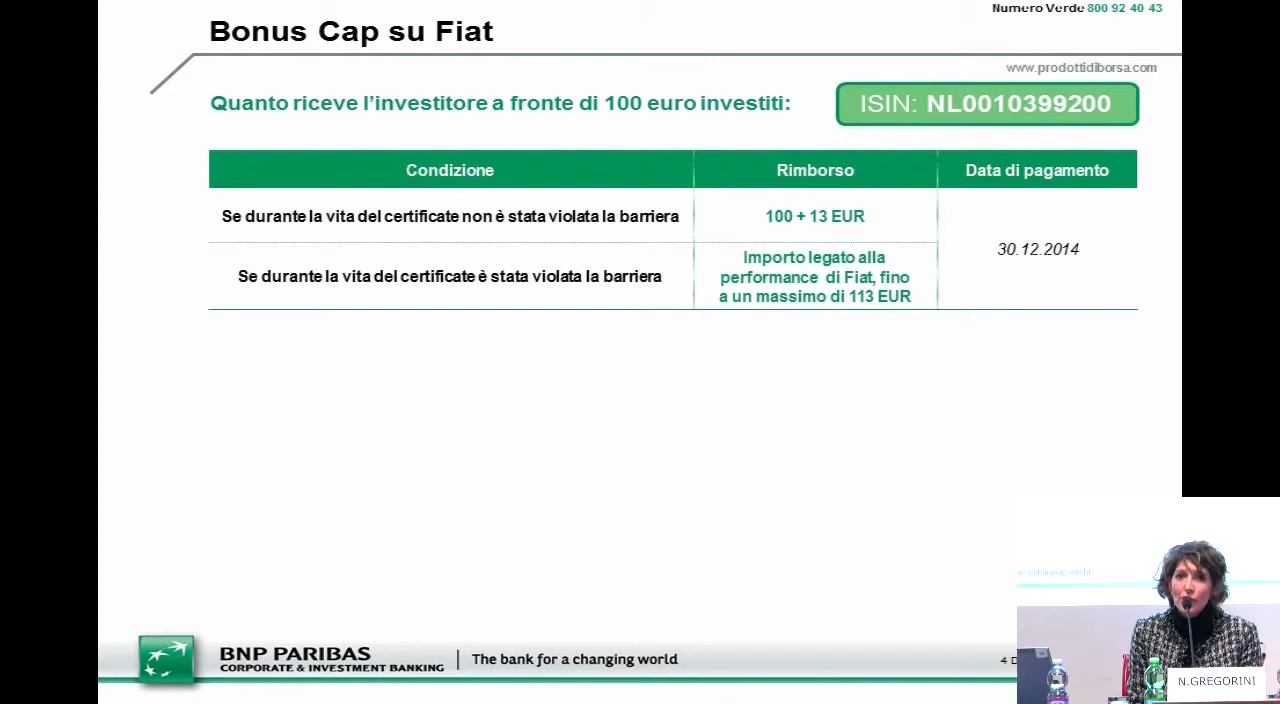 Numero Verde 800 92 40 43
Bonus Cap su Fiat
www.prodottidiborsa.com
Quanto riceve l'investitore a fronte di 100 euro investiti:
ISIN: NL0010399200
Condizione
Rimborso
Data di pagamento
Se durante la vita del certificate non è stata violata la barriera
100 + 13 EUR
30.12.2014
Se durante la vita del certificate è stata violata la barriera
Importo legato alla
performance di Fiat, fino
a un massimo di 113 EUR
BNP PARIBAS
CORPORATE & INVESTMENT BANKING
The bank for a changing world
4 D
a changing world
N.GREGORINI